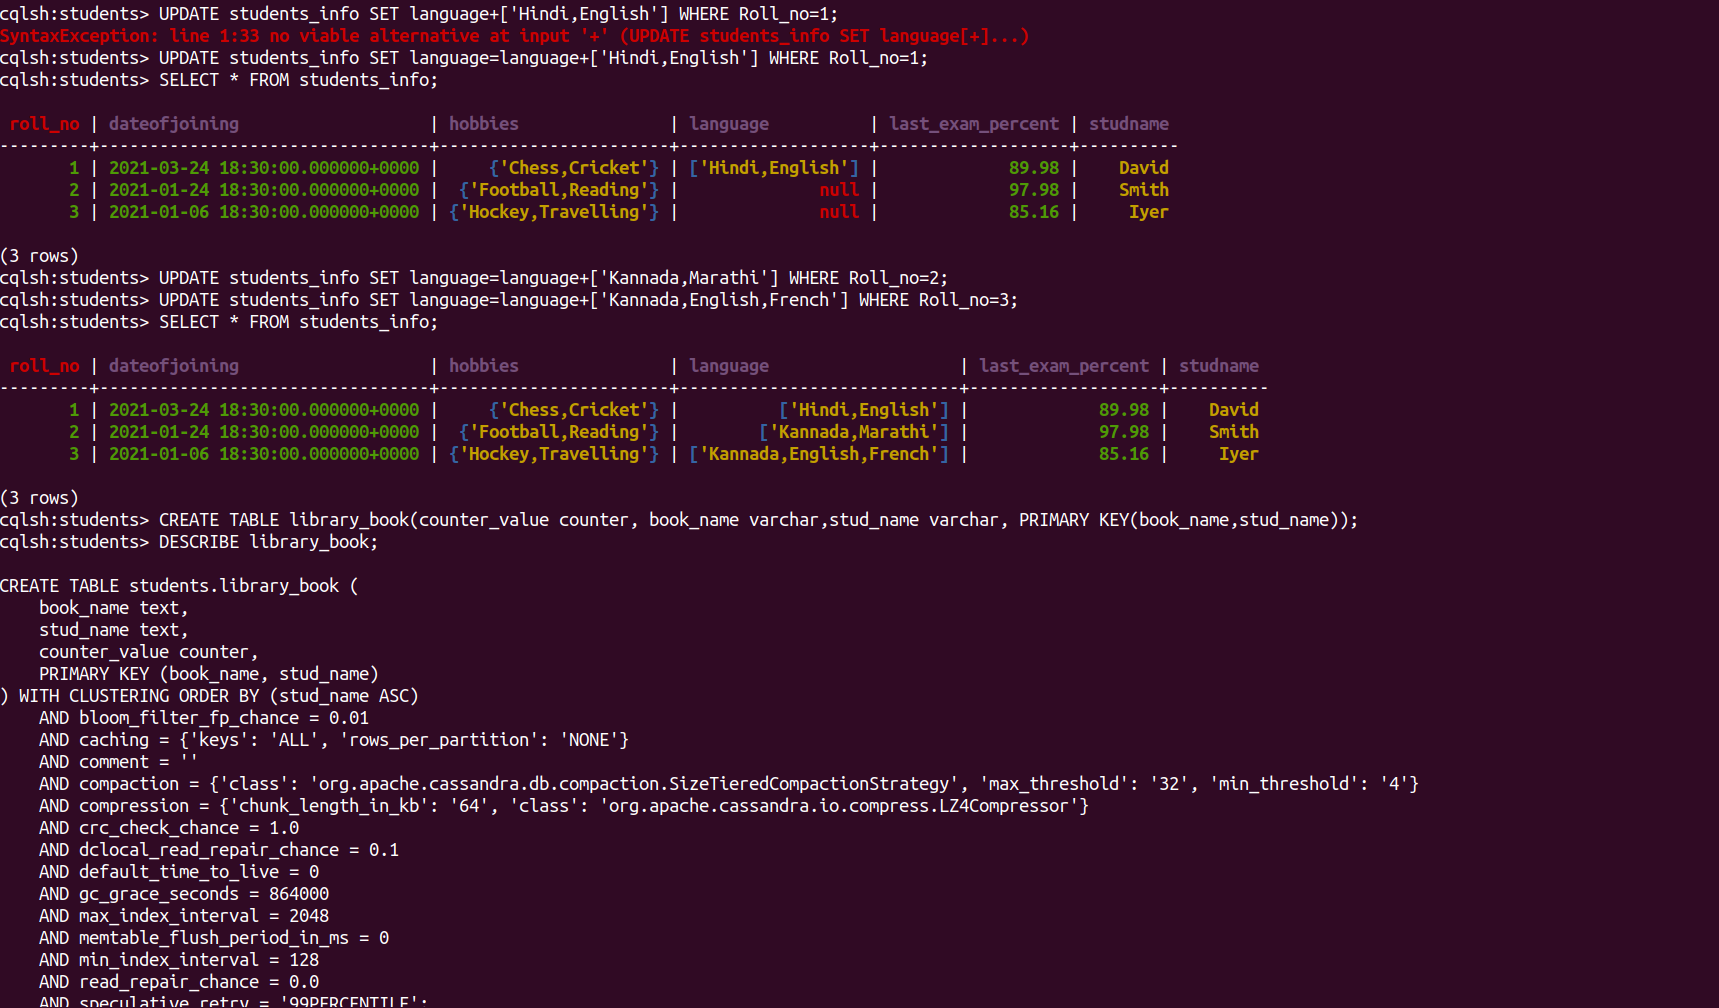 cqlsh:students> UPDATE students_info SET language+['Hindi,English'] WHERE Roll_no=1;
SyntaxException: line 1:33 no viable alternative at input '+' (UPDATE students_info SET language[+]...)
cqlsh:students> UPDATE students_info SET language=language+['Hindi,English'] WHERE Roll_no=1;
cqlsh:students> SELECT * FROM students_info;
 roll_no | dateofjoining                   | hobbies               | language          | last_exam_percent | studname
---------+---------------------------------+-----------------------+-------------------+-------------------+----------
       1 | 2021-03-24 18:30:00.000000+0000 |     {'Chess,Cricket'} | ['Hindi,English'] |             89.98 |    David
       2 | 2021-01-24 18:30:00.000000+0000 |  {'Football,Reading'} |              null |             97.98 |    Smith
       3 | 2021-01-06 18:30:00.000000+0000 | {'Hockey,Travelling'} |              null |             85.16 |     Iyer
(3 rows)
cqlsh:students> UPDATE students_info SET language=language+['Kannada,Marathi'] WHERE Roll_no=2;
cqlsh:students> UPDATE students_info SET language=language+['Kannada,English,French'] WHERE Roll_no=3;
cqlsh:students> SELECT * FROM students_info;
 roll_no | dateofjoining                   | hobbies               | language                   | last_exam_percent | studname
---------+---------------------------------+-----------------------+----------------------------+-------------------+----------
       1 | 2021-03-24 18:30:00.000000+0000 |     {'Chess,Cricket'} |          ['Hindi,English'] |             89.98 |    David
       2 | 2021-01-24 18:30:00.000000+0000 |  {'Football,Reading'} |        ['Kannada,Marathi'] |             97.98 |    Smith
       3 | 2021-01-06 18:30:00.000000+0000 | {'Hockey,Travelling'} | ['Kannada,English,French'] |             85.16 |     Iyer
(3 rows)
cqlsh:students> CREATE TABLE library_book(counter_value counter, book_name varchar,stud_name varchar, PRIMARY KEY(book_name,stud_name));
cqlsh:students> DESCRIBE library_book;
CREATE TABLE students.library_book (
    book_name text,
    stud_name text,
    counter_value counter,
    PRIMARY KEY (book_name, stud_name)
) WITH CLUSTERING ORDER BY (stud_name ASC)
    AND bloom_filter_fp_chance = 0.01
    AND caching = {'keys': 'ALL', 'rows_per_partition': 'NONE'}
    AND comment = ''
    AND compaction = {'class': 'org.apache.cassandra.db.compaction.SizeTieredCompactionStrategy', 'max_threshold': '32', 'min_threshold': '4'}
    AND compression = {'chunk_length_in_kb': '64', 'class': 'org.apache.cassandra.io.compress.LZ4Compressor'}
    AND crc_check_chance = 1.0
    AND dclocal_read_repair_chance = 0.1
    AND default_time_to_live = 0
    AND gc_grace_seconds = 864000
    AND max_index_interval = 2048
    AND memtable_flush_period_in_ms = 0
    AND min_index_interval = 128
    AND read_repair_chance = 0.0
    AND speculative_retry = '99PERCENTILE';